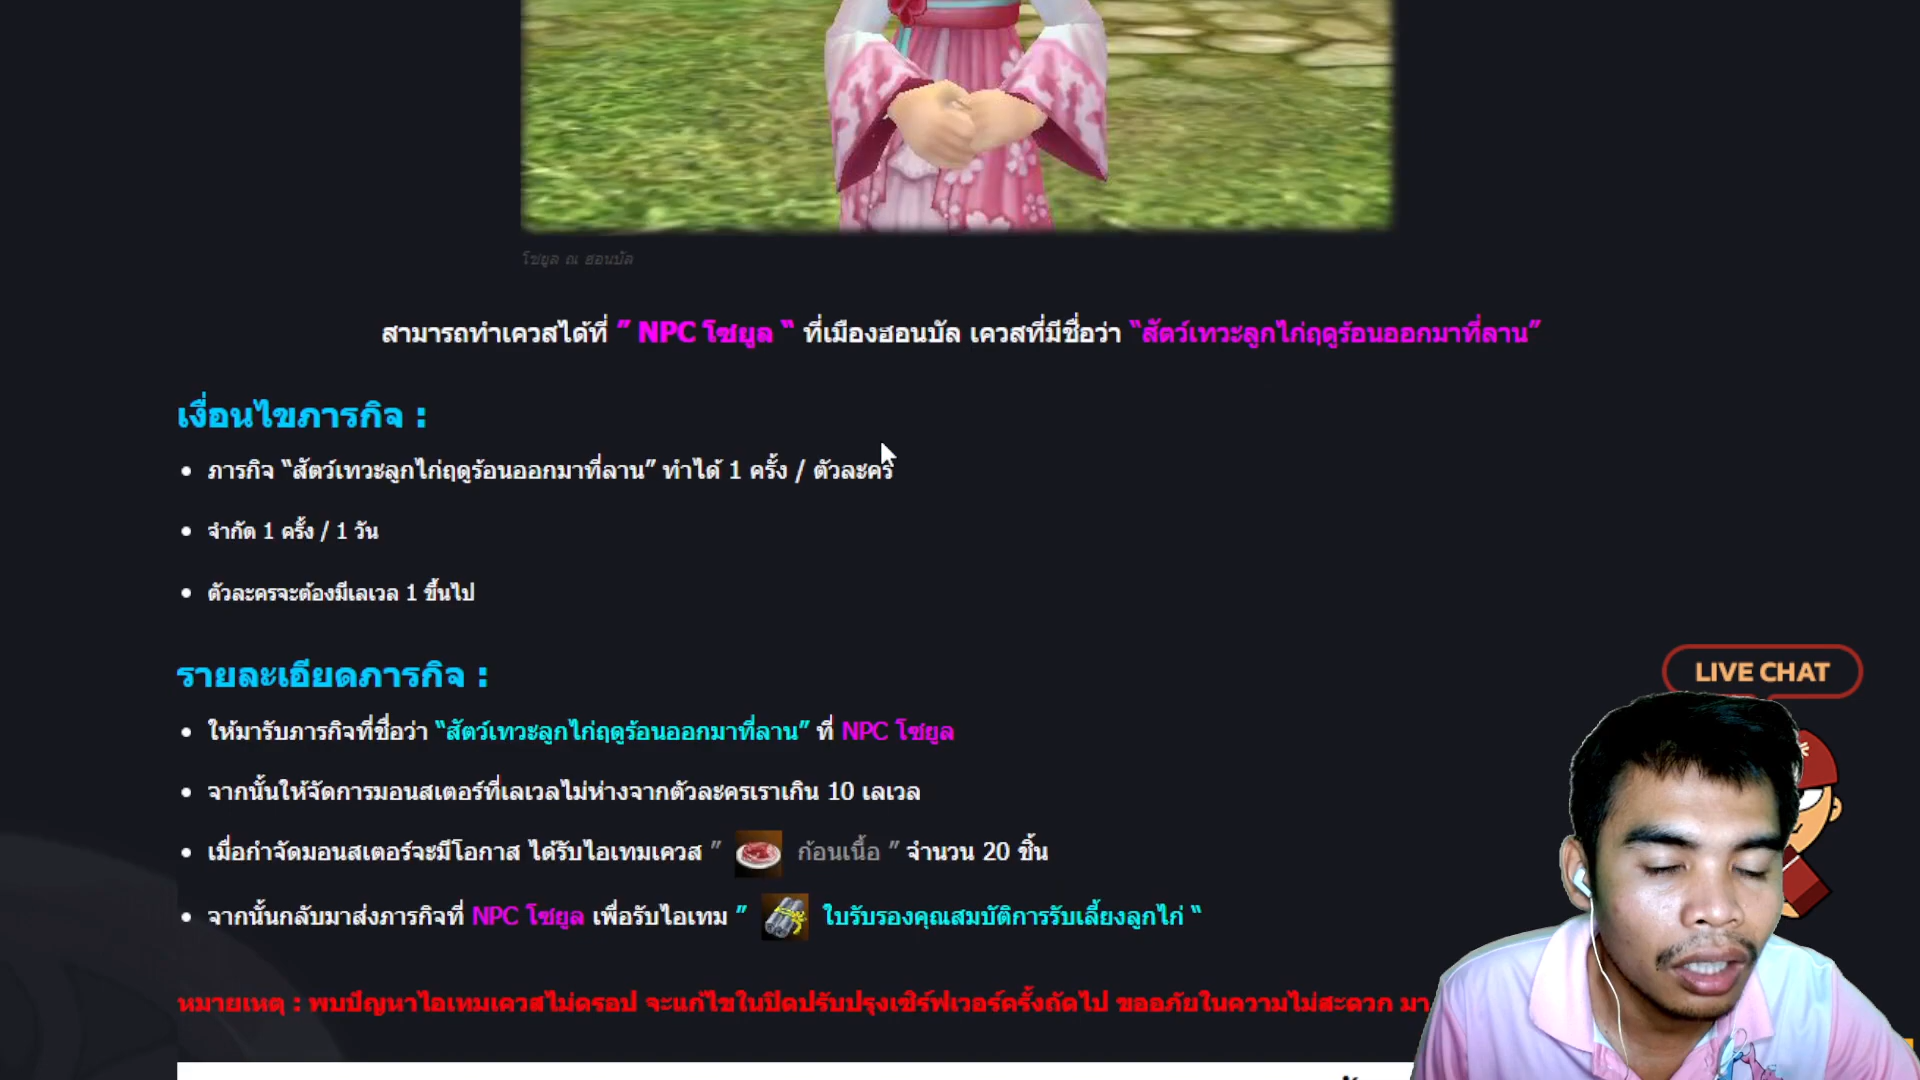 โซยูล ณ ฮอนบัล
สามารถทำเควสได้ที่ ” NPC โซยูล “ ที่เมืองฮอนบัล เควสที่มีชื่อว่า “สัตว์เทวะลูกไก่ฤดูร้อนออกมาที่ลาน”
เงื่อนไขภารกิจ :
ภารกิจ “สัตว์เทวะลูกไก่ฤดูร้อนออกมาที่ลาน” ทำได้ 1 ครั้ง / ตัวละคร
จำกัด 1 ครั้ง / 1 วัน
ตัวละครจะต้องมีเลเวล 1 ขึ้นไป
รายละเอียดภารกิจ :
ให้มารับภารกิจที่ชื่อว่า “สัตว์เทวะลูกไก่ฤดูร้อนออกมาที่ลาน” ที่ NPC โซยูล
จากนั้นให้จัดการมอนสเตอร์ที่เลเวลไม่ห่างจากตัวละครเราเกิน 10 เลเวล
เมื่อกำจัดมอนสเตอร์จะมีโอกาส ได้รับไอเทมเควส ” ก้อนเนื้อ ” จำนวน 20 ชิ้น
จากนั้นกลับมาส่งภารกิจที่ NPC โซยูล เพื่อรับไอเทม ” ใบรับรองคุณสมบัติการรับเลี้ยงลูกไก่ “
หมายเหตุ : พบปัญหาไอเทมเควสไม่ดรอป จะแก้ไขในปิดปรับปรุงเซิร์ฟเวอร์ครั้งถัดไป ขออภัยในความไม่สะดวก มา
LIVE CHAT